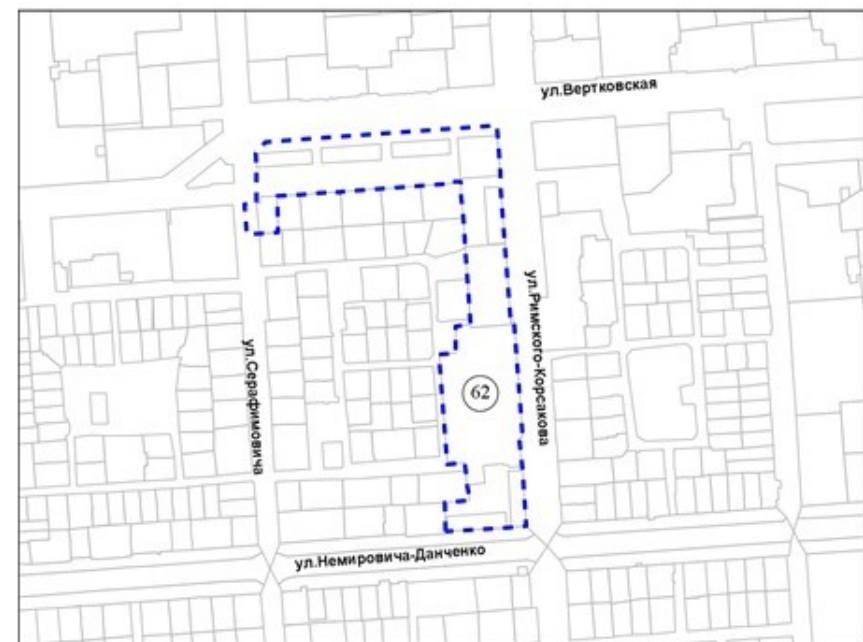 ул.Вертковская
ул.Римского-Корсакова
ул.Серафимовича
62
ул.Немировича-Данченко